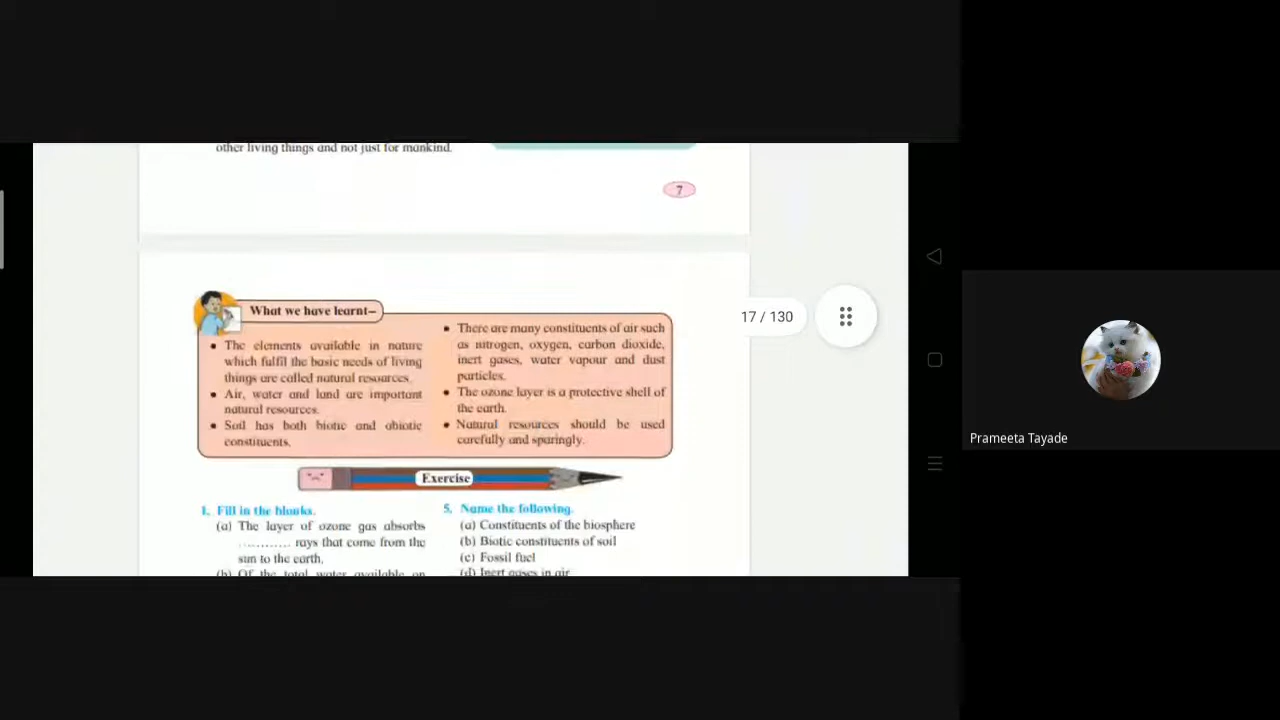 other living things and not just for mankind.
7
What we have learnt–
• The elements available in nature
which fulfil the basic needs of living
things are called natural resources.
• Air, water and land are important
natural resources.
• Soil has both biotic and abiotic
constituents.
• There are many constituents of air such
as nitrogen, oxygen, carbon dioxide,
inert gases, water vapour and dust
particles.
• The ozone layer is a protective shell of
the earth.
• Natural resources should be used
carefully and sparingly.
17 / 130
Exercise
1. Fill in the blanks.
(a) The layer of ozone gas absorbs
............ rays that come from the
sun to the earth.
(b) Of the total water available on
5. Name the following.
(a) Constituents of the biosphere
(b) Biotic constituents of soil
(c) Fossil fuel
(d) Inert gases in air
Prameeta Tayade